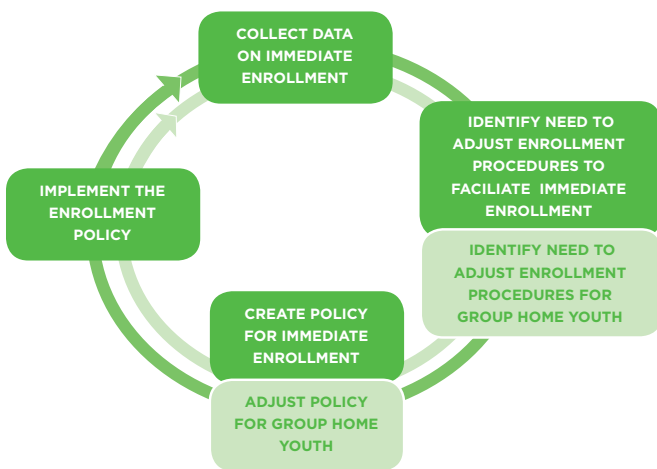 COLLECT DATA
ON IMMEDIATE
ENROLLMENT
IDENTIFY NEED TO
ADJUST ENROLLMENT
PROCEDURES TO
FACILIATE IMMEDIATE
ENROLLMENT
IDENTIFY NEED TO
ADJUST ENROLLMENT
PROCEDURES FOR
GROUP HOME YOUTH
CREATE POLICY
FOR IMMEDIATE
ENROLLMENT
ADJUST POLICY
FOR GROUP HOME
YOUTH
IMPLEMENT THE
ENROLLMENT
POLICY